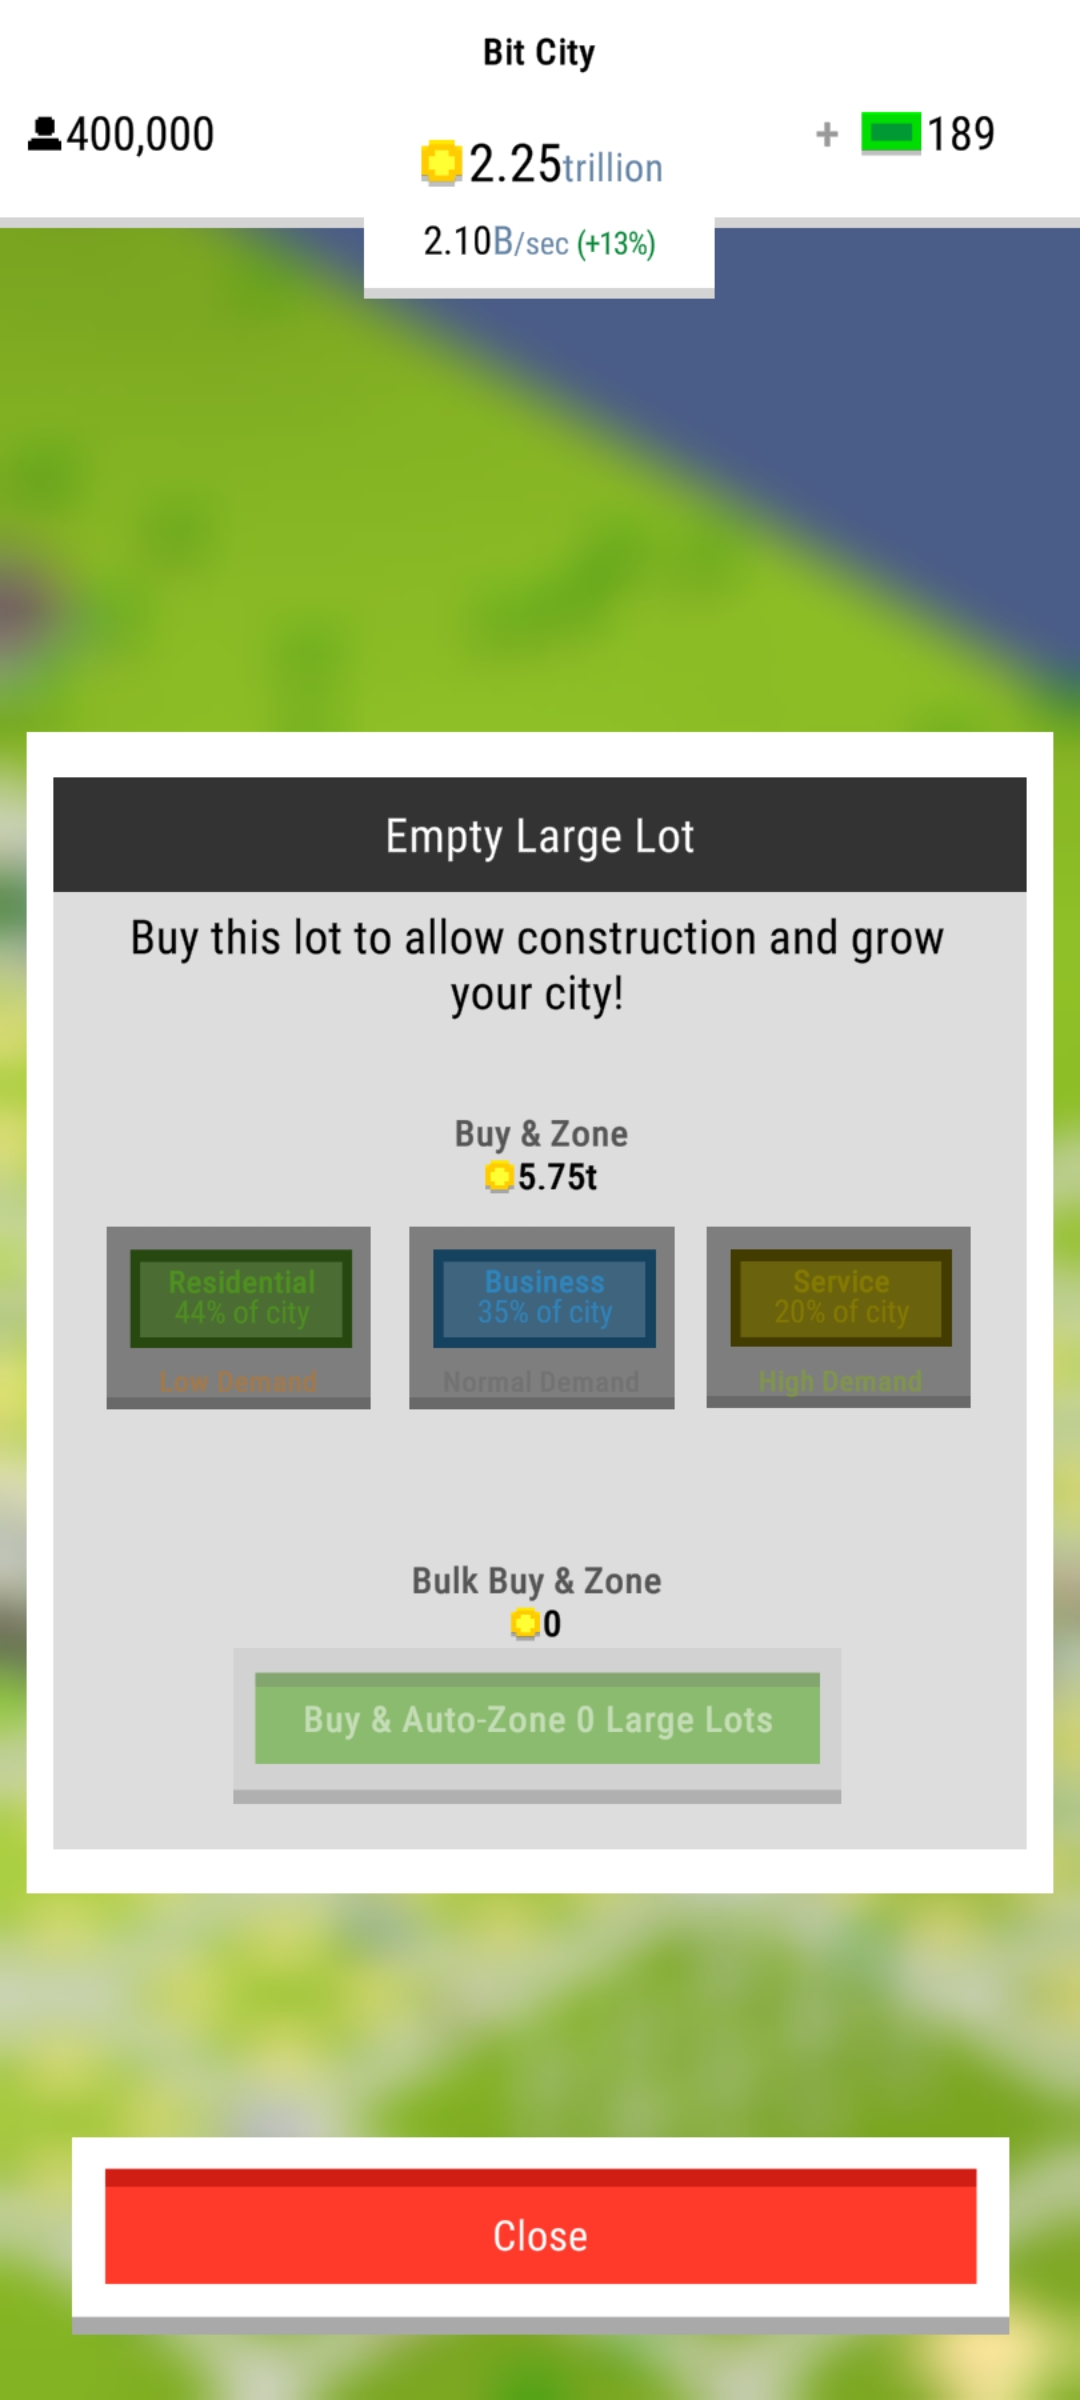 Bit City
400,000
2.25trillion
+ 189
2.10B/sec (+13%)
Empty Large Lot
Buy this lot to allow construction and grow
your city!
Buy & Zone
5.75t
Residential
44% of city
Low Demand
Business
35% of city
Normal Demand
Service
20% of city
High Demand
Bulk Buy & Zone
0
Buy & Auto-Zone 0 Large Lots
Close